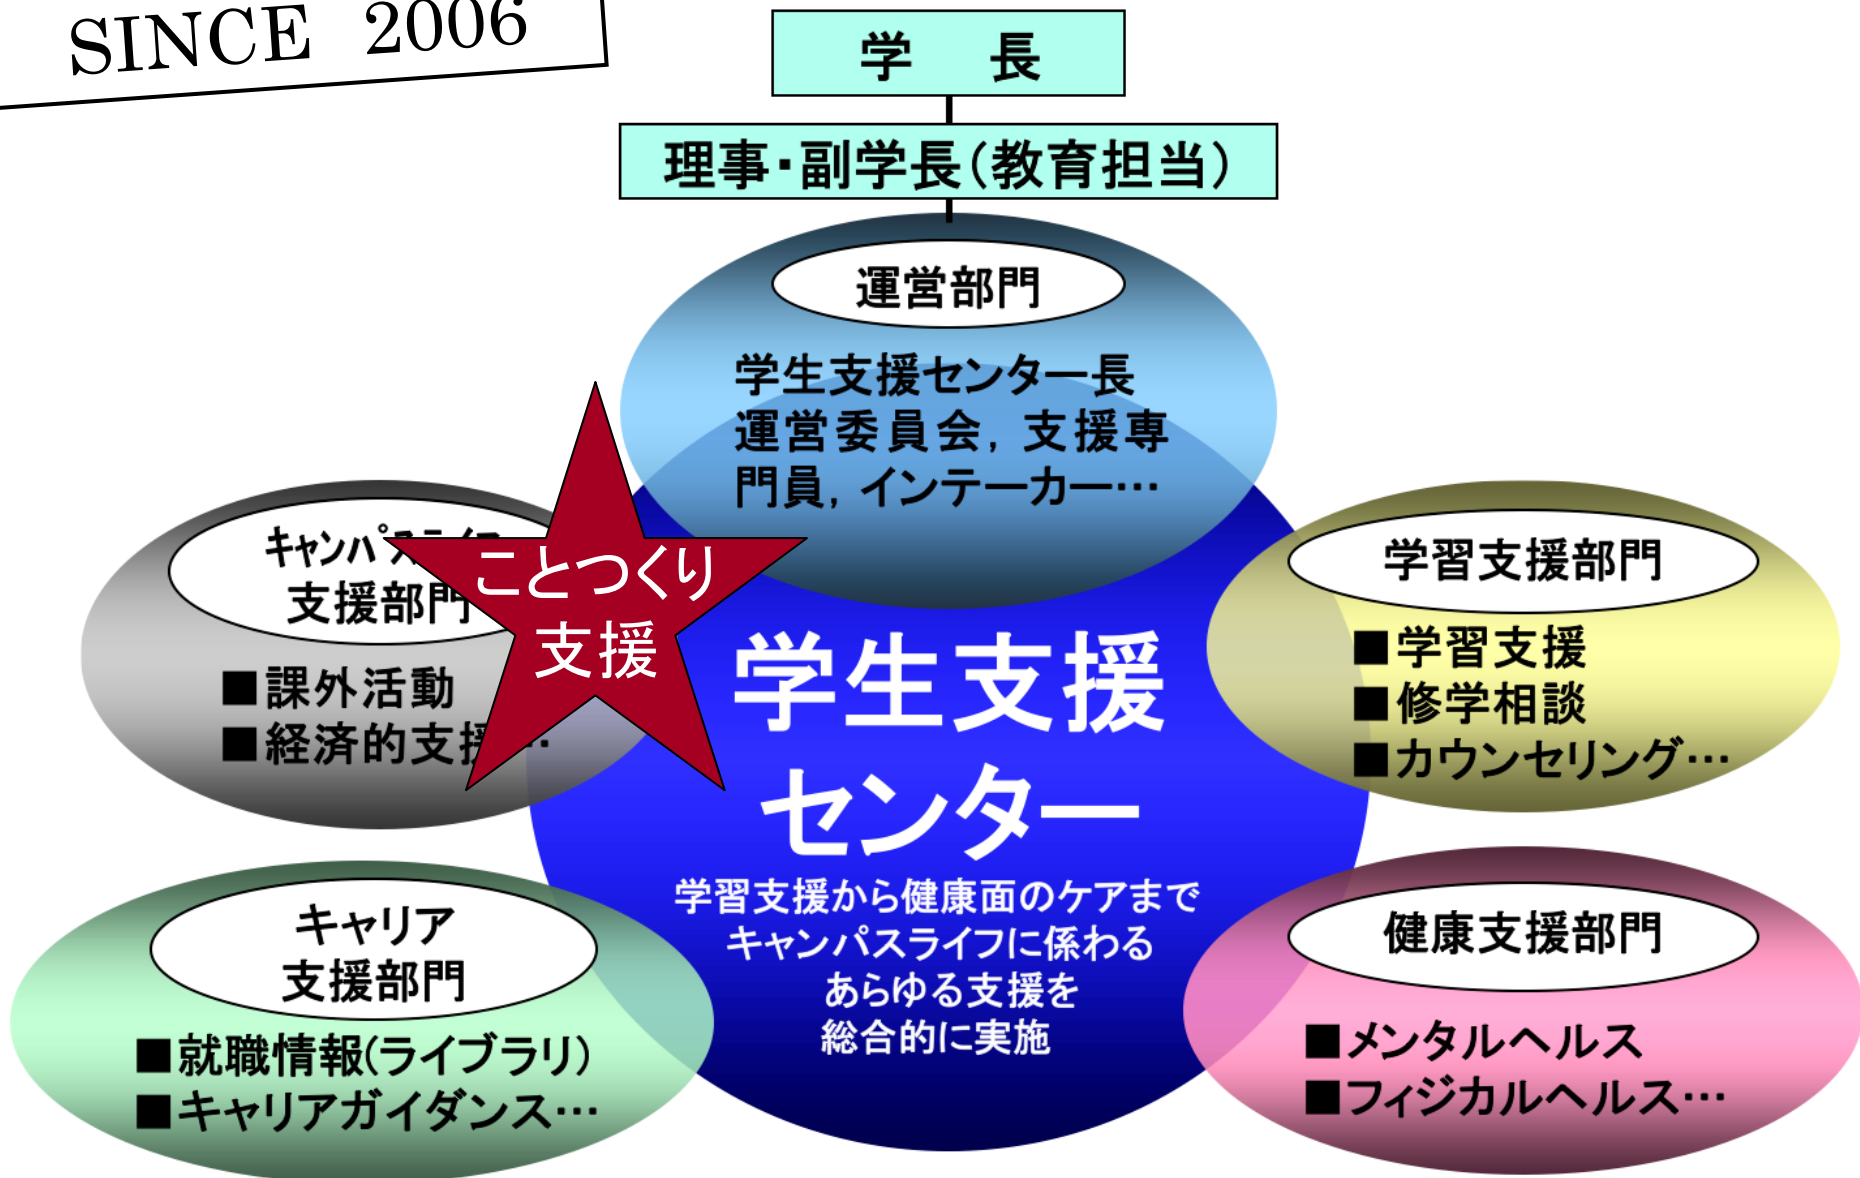 SINCE 2006
学 長
理事・副学長(教育担当)
運営部門
学生支援センター長
運営委員会, 支援専
門員, インテーカー…
キャンパス
支援部門
■課外活動
■経済的支援…
ことつくり
支援
学習支援部門
■学習支援
■修学相談
■カウンセリング…
学生支援
センター
学習支援から健康面のケアまで
キャンパスライフに係わる
あらゆる支援を
総合的に実施
キャリア
支援部門
■就職情報(ライブラリ)
■キャリアガイダンス…
健康支援部門
■メンタルヘルス
■フィジカルヘルス…